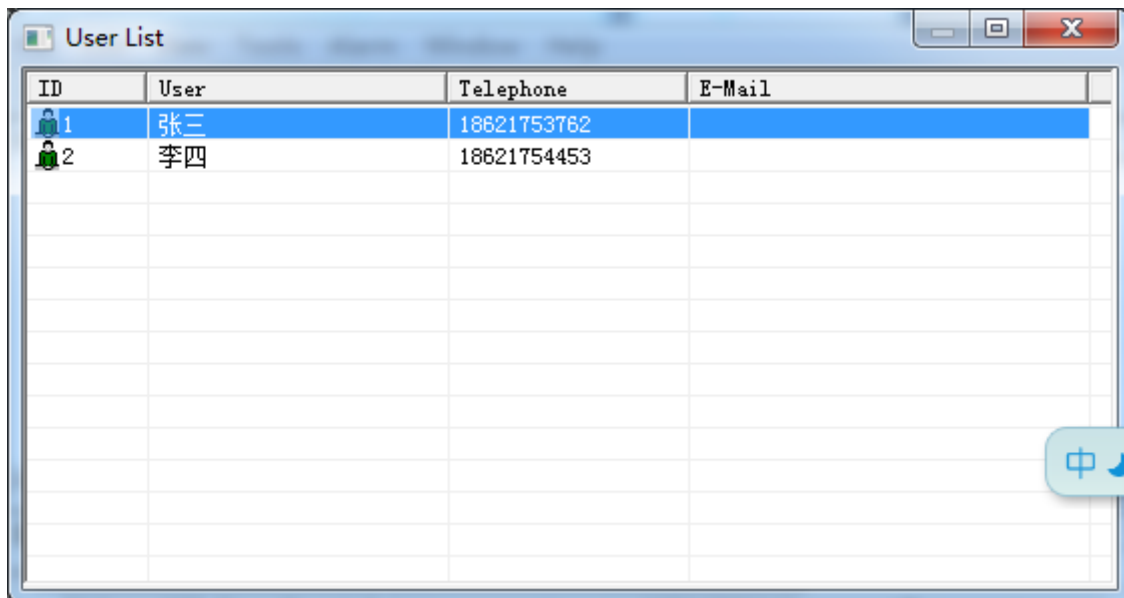 User List
ID User Telephone E-Mail
1 张三 18621753762
2 李四 18621754453
中